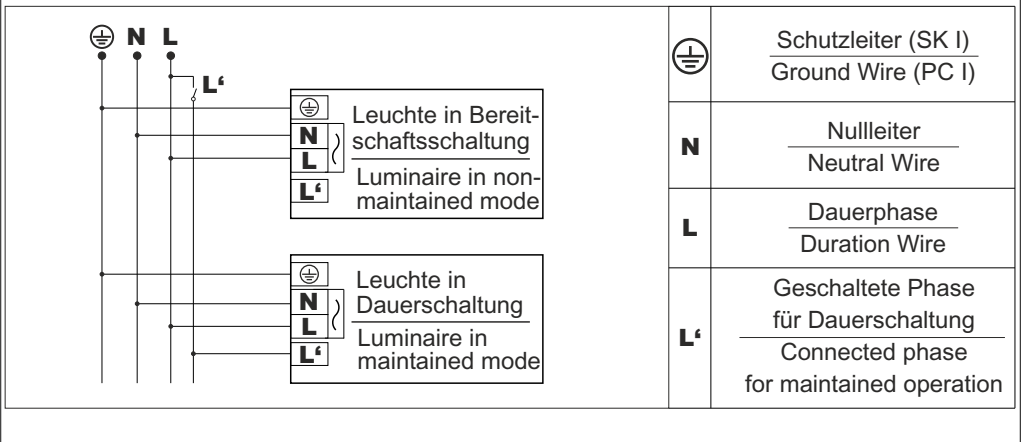 N L
L‘
Leuchte in Bereit-
schaftsschaltung
N
L
Luminaire in non-
maintained mode
L‘
Leuchte in
Dauerschaltung
N
L
Luminaire in
maintained mode
L‘
Schutzleiter (SK I)
Ground Wire (PC I)
N
Nullleiter
Neutral Wire
L
Dauerphase
Duration Wire
L‘
Geschaltete Phase
für Dauerschaltung
Connected phase
for maintained operation